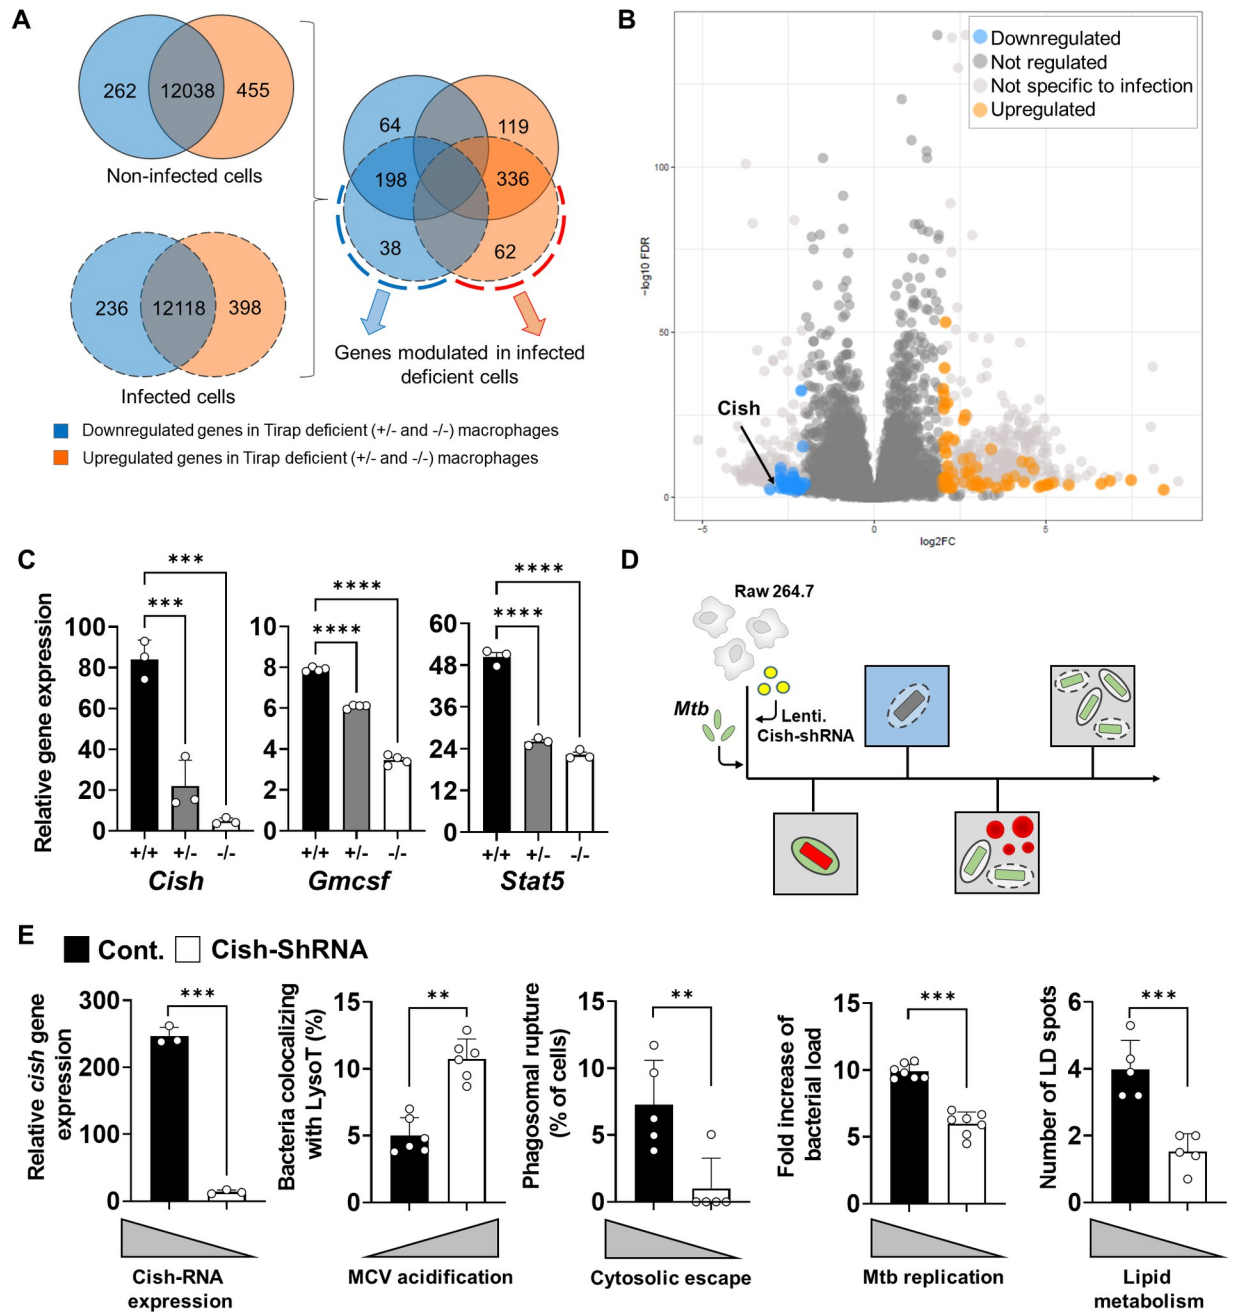 A
262
12038
455
Non-infected cells
236
12118
398
Infected cells
64
119
198
336
38
62
Genes modulated in infected
deficient cells
Downregulated genes in Tirap deficient (+/- and -/-) macrophages
Upregulated genes in Tirap deficient (+/- and -/-) macrophages
B
Downregulated
Not regulated
Not specific to infection
Upregulated
Cish
−log10 FDR
100
50
0
−5
0
5
log2FC
C
Relative gene expression
100
80
60
40
20
0
***
***
+/+
+/-
-/-
Cish
10
8
6
4
2
0
****
****
+/+
+/-
-/-
Gmcsf
60
48
36
24
12
0
****
****
+/+
+/-
-/-
Stat5
D
Raw 264.7
Mtb
Lenti.
Cish-shRNA
E
Cont.
Cish-ShRNA
Relative cish gene
expression
300
200
100
0
***
Cish-RNA
expression
Bacteria colocalizing
with LysoT (%)
15
10
5
0
**
MCV acidification
Phagosomal rupture
(% of cells)
15
10
5
0
**
Cytosolic escape
Fold increase of
bacterial load
15
10
5
0
***
Mtb replication
Number of LD spots
6
4
2
0
***
Lipid
metabolism